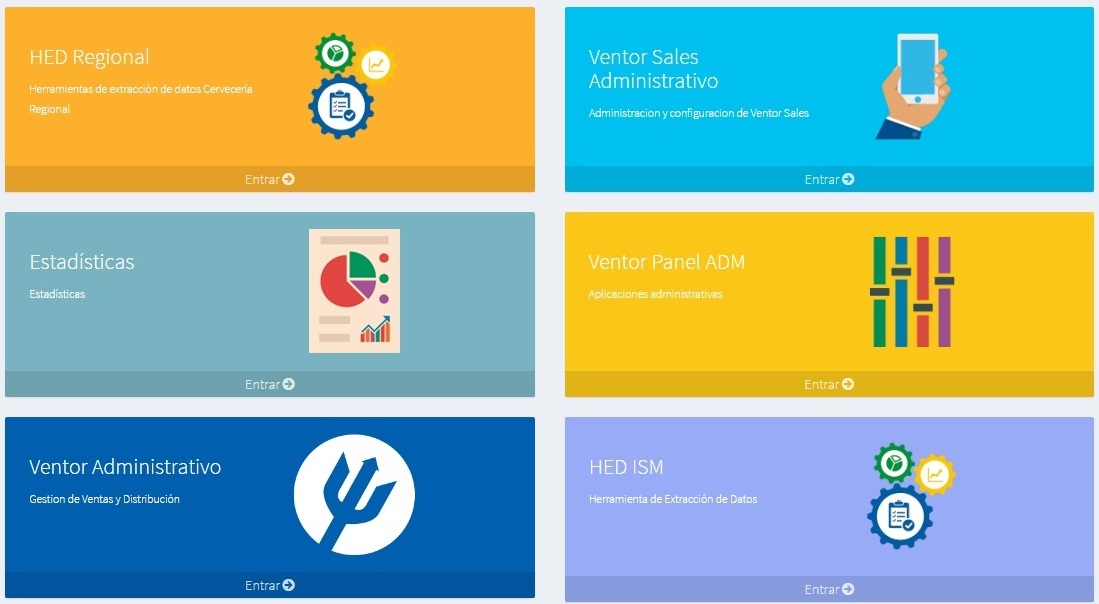 HED Regional
Herramientas de extracción de datos Cervecería
Regional
Entrar
Ventor Sales
Administrativo
Administracion y configuracion de Ventor Sales
Entrar
Estadísticas
Estadísticas
Entrar
Ventor Panel ADM
Aplicaciones administrativas
Entrar
Ventor Administrativo
Gestion de Ventas y Distribución
Entrar
HED ISM
Herramienta de Extracción de Datos
Entrar